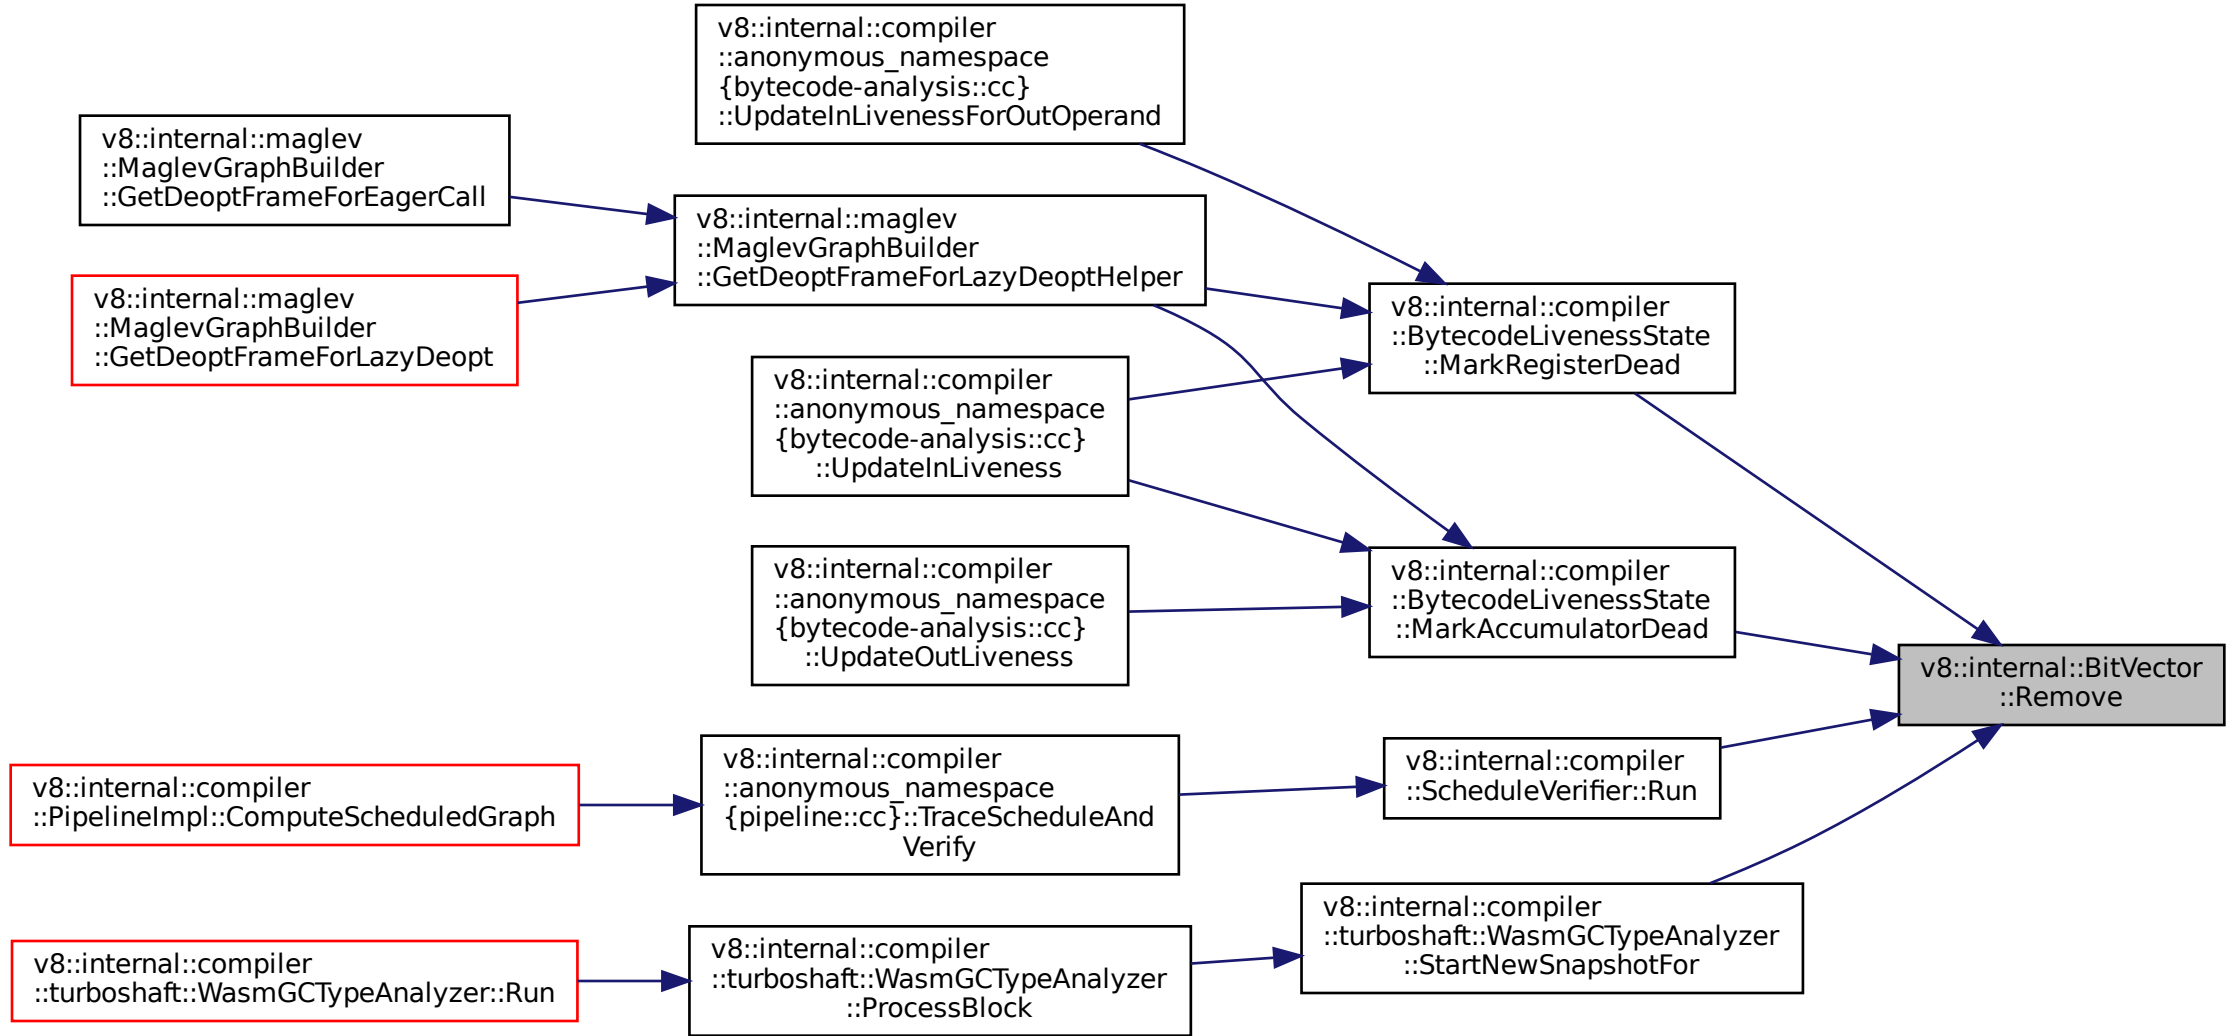 v8::internal::compiler
::anonymous_namespace
{bytecode-analysis::cc}
::UpdateInLivenessForOutOperand
v8::internal::maglev
::MaglevGraphBuilder
::GetDeoptFrameForEagerCall
v8::internal::maglev
::MaglevGraphBuilder
::GetDeoptFrameForLazyDeoptHelper
v8::internal::maglev
::MaglevGraphBuilder
::GetDeoptFrameForLazyDeopt
v8::internal::compiler
::BytecodeLivenessState
::MarkRegisterDead
v8::internal::compiler
::anonymous_namespace
{bytecode-analysis::cc}
::UpdateInLiveness
v8::internal::compiler
::anonymous_namespace
{bytecode-analysis::cc}
::UpdateOutLiveness
v8::internal::compiler
::BytecodeLivenessState
::MarkAccumulatorDead
v8::internal::BitVector
::Remove
v8::internal::compiler
::PipelineImpl::ComputeScheduledGraph
v8::internal::compiler
::anonymous_namespace
{pipeline::cc}::TraceScheduleAnd
Verify
v8::internal::compiler
::ScheduleVerifier::Run
v8::internal::compiler
::turboshaft::WasmGCTypeAnalyzer::Run
v8::internal::compiler
::turboshaft::WasmGCTypeAnalyzer
::ProcessBlock
v8::internal::compiler
::turboshaft::WasmGCTypeAnalyzer
::StartNewSnapshotFor